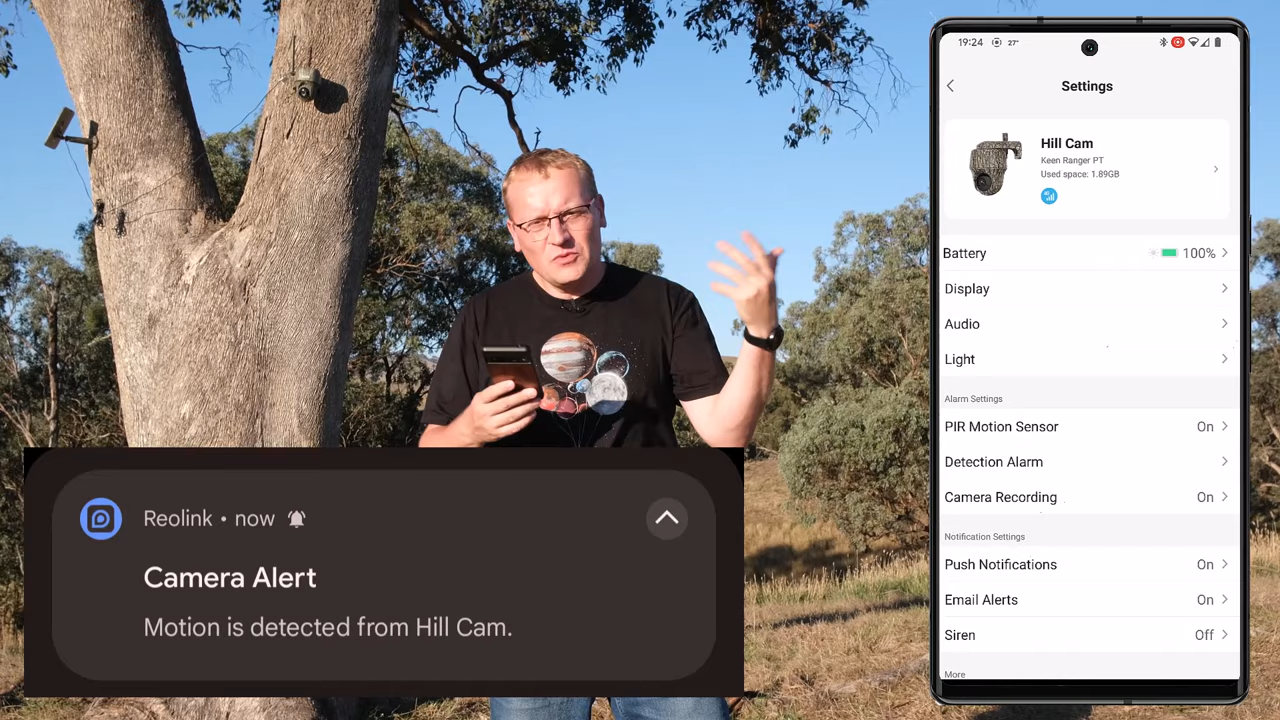 19:24 27°
Settings
Hill Cam
Keen Ranger PT
Used space: 1.89GB
4G
Battery 100%
Display
Audio
Light
Alarm Settings
PIR Motion Sensor On
Detection Alarm
Camera Recording On
Notification Settings
Push Notifications On
Email Alerts On
Siren Off
More
Reolink • now
Camera Alert
Motion is detected from Hill Cam.